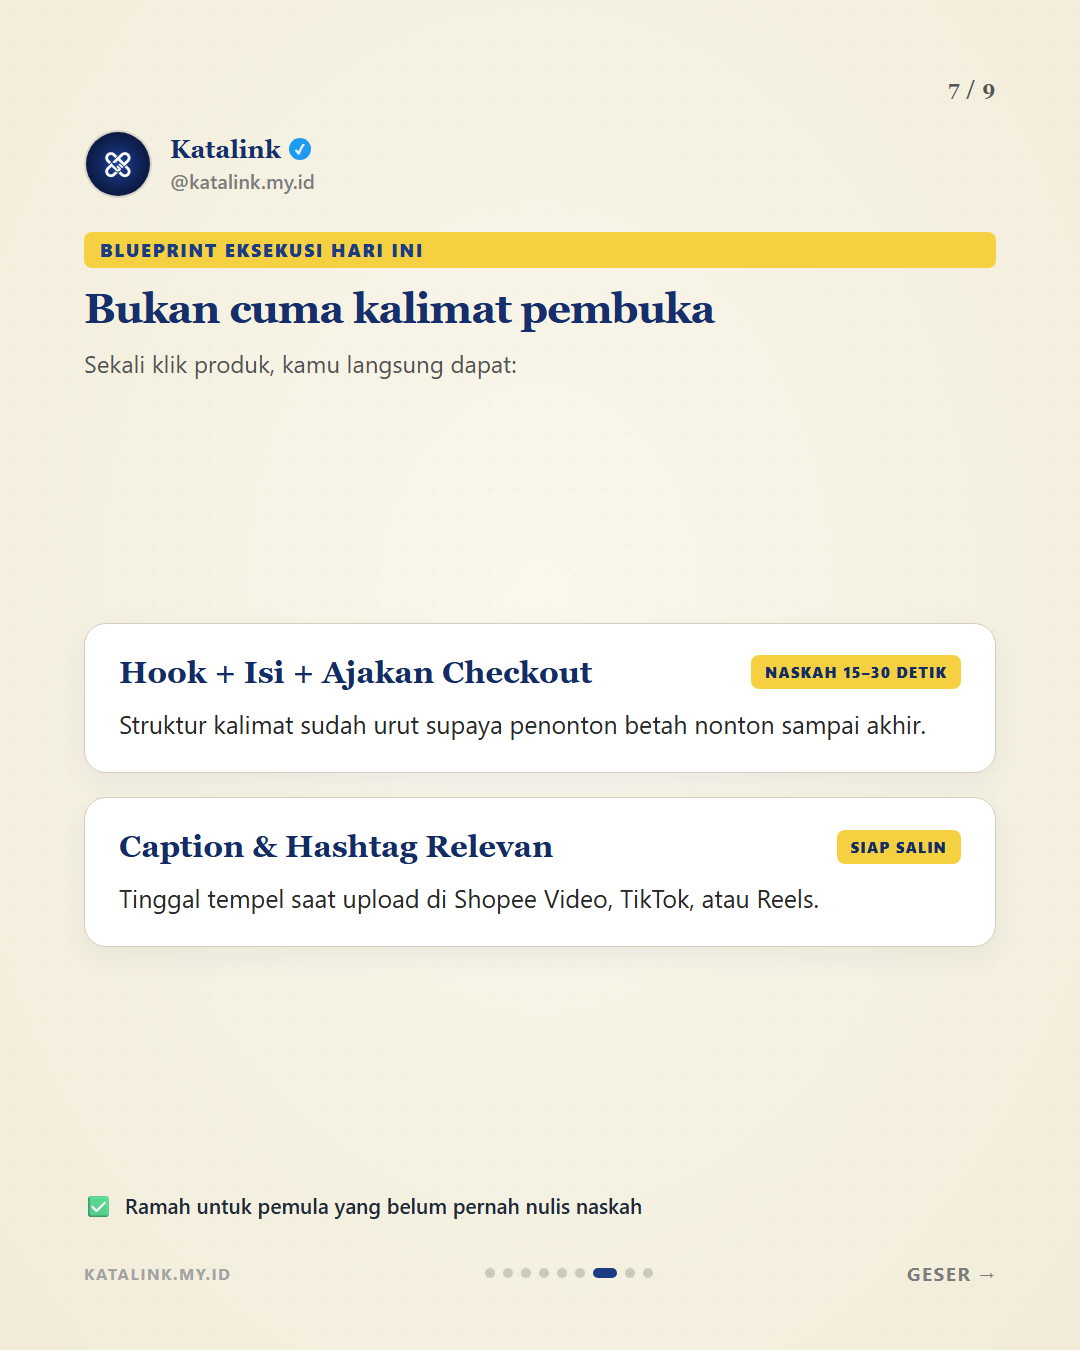 7 / 9
Katalink
@katalink.my.id
BLUEPRINT EKSEKUSI HARI INI
Bukan cuma kalimat pembuka
Sekali klik produk, kamu langsung dapat:
Hook + Isi + Ajakan Checkout
NASKAH 15–30 DETIK
Struktur kalimat sudah urut supaya penonton betah nonton sampai akhir.
Caption & Hashtag Relevan
SIAP SALIN
Tinggal tempel saat upload di Shopee Video, TikTok, atau Reels.
✅ Ramah untuk pemula yang belum pernah nulis naskah
KATALINK.MY.ID
GESER →